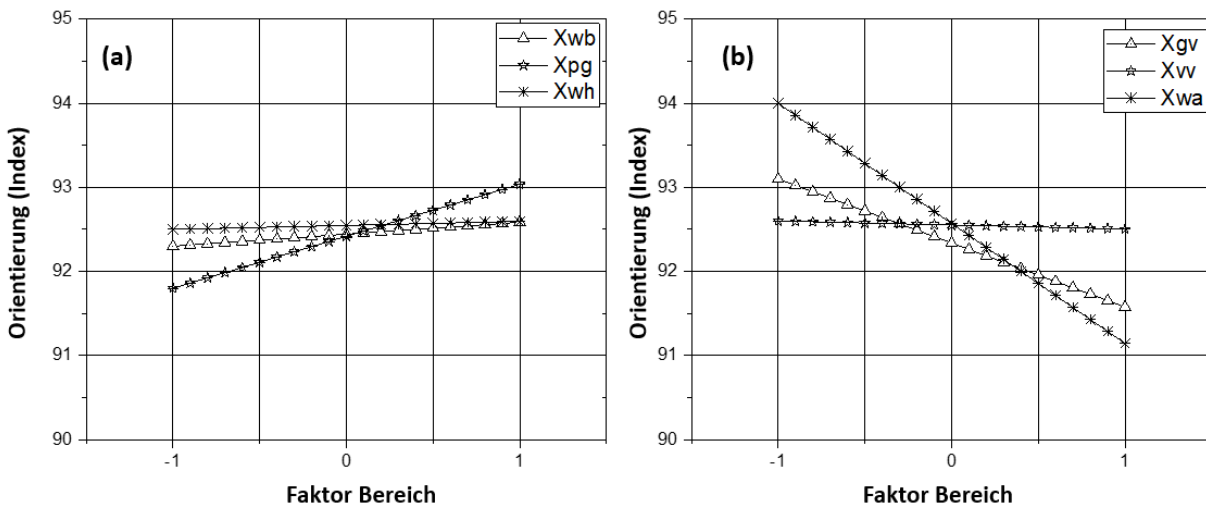 95
94
93
92
91
90
Orientierung (Index)
(a)
Xwb
Xpg
Xwh
-1
0
1
Faktor Bereich
95
94
93
92
91
90
Orientierung (Index)
(b)
Xgv
Xvv
Xwa
-1
0
1
Faktor Bereich